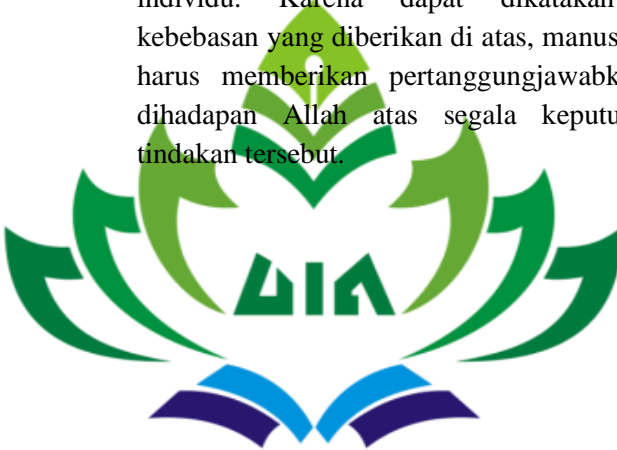 individu. Karena dapat dikatakan
kebebasan yang diberikan di atas, manus
harus memberikan pertanggungjawabk
dihadapan Allah atas segala keputu
tindakan tersebut.
UIN